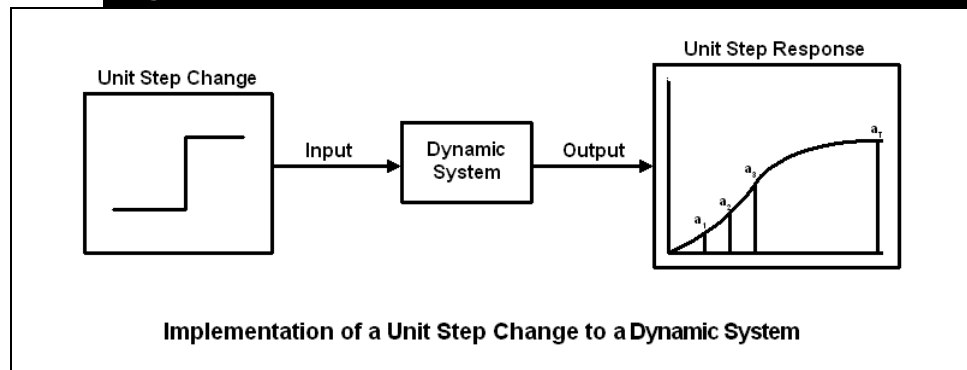 Unit Step Response
Unit Step Change
Input
Dynamic
System
Output
a₁
a₂
a₃
aT
Implementation of a Unit Step Change to a Dynamic System